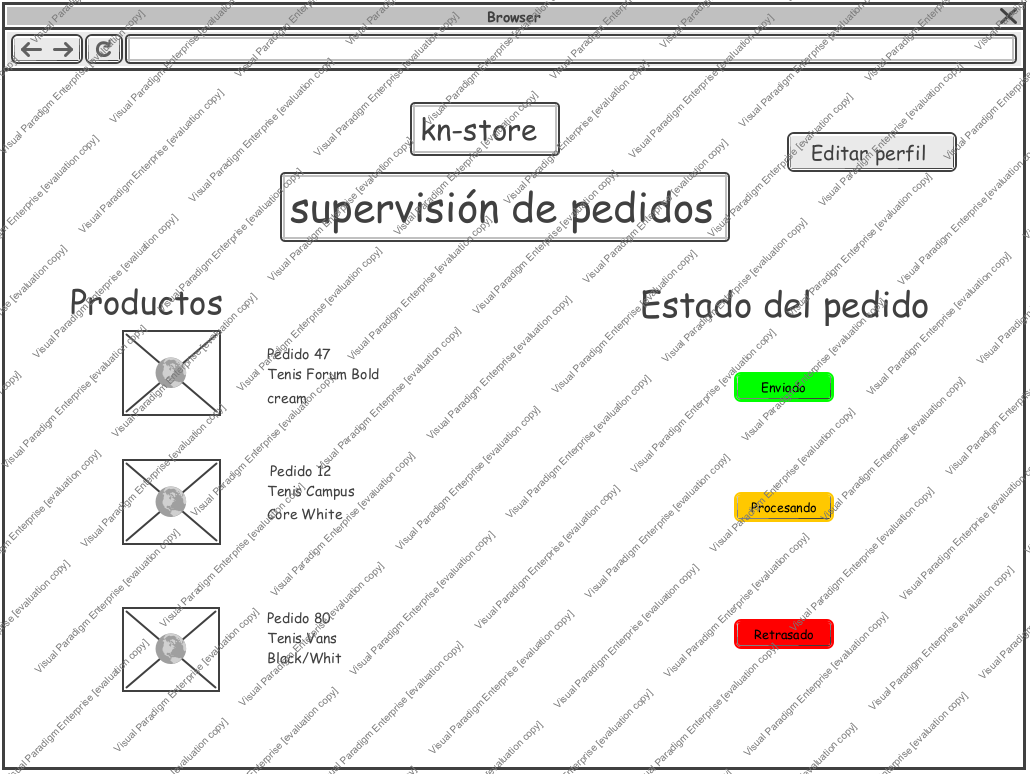 Browser
kn-store
Editar perfil
supervisión de pedidos
Productos
Estado del pedido
Pedido 47
Tenis Forum Bold
cream
Enviado
Pedido 12
Tenis Campus
Core White
Procesando
Pedido 80
Tenis Vans
Black/Whit
Retrasado
Visual Paradigm Enterprise [evaluation copy]